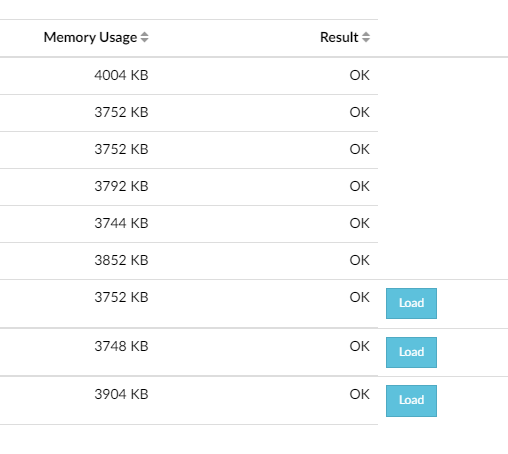 Memory Usage Result
4004 KB OK
3752 KB OK
3752 KB OK
3792 KB OK
3744 KB OK
3852 KB OK
3752 KB OK Load
3748 KB OK Load
3904 KB OK Load